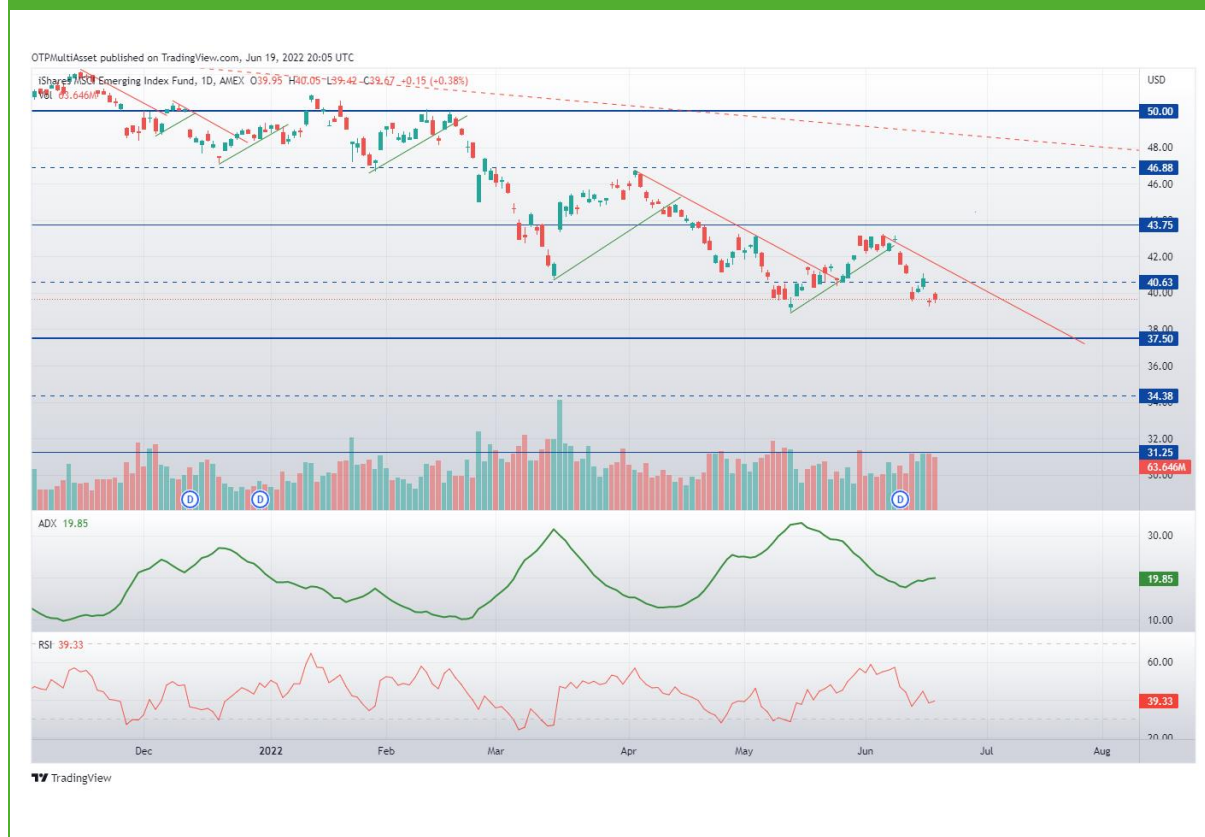 OTPMultiAsset published on TradingView.com, Jun 19, 2022 20:05 UTC
iShares MSCI Emerging Index Fund, 1D, AMEX O39.95 H40.05 L39.42 C39.67 +0.15 (+0.38%)
Vol 63.646M
USD
50.00
48.00
46.88
46.00
43.75
42.00
40.63
40.00
38.00
37.50
36.00
34.38
34.00
32.00
31.25
63.646M
30.00
D
D
D
ADX 19.85
30.00
19.85
10.00
RSI 39.33
60.00
39.33
20.00
Dec 2022 Feb Mar Apr May Jun Jul Aug
TradingView